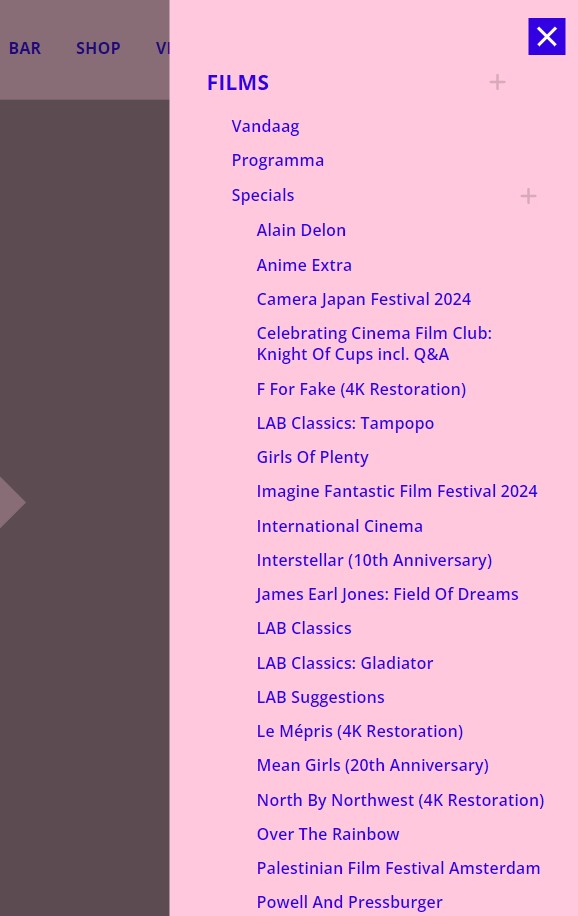 BAR SHOP
FILMS
Vandaag
Programma
Specials
Alain Delon
Anime Extra
Camera Japan Festival 2024
Celebrating Cinema Film Club:
Knight Of Cups incl. Q&A
F For Fake (4K Restoration)
LAB Classics: Tampopo
Girls Of Plenty
Imagine Fantastic Film Festival 2024
International Cinema
Interstellar (10th Anniversary)
James Earl Jones: Field Of Dreams
LAB Classics
LAB Classics: Gladiator
LAB Suggestions
Le Mépris (4K Restoration)
Mean Girls (20th Anniversary)
North By Northwest (4K Restoration)
Over The Rainbow
Palestinian Film Festival Amsterdam
Powell And Pressburger